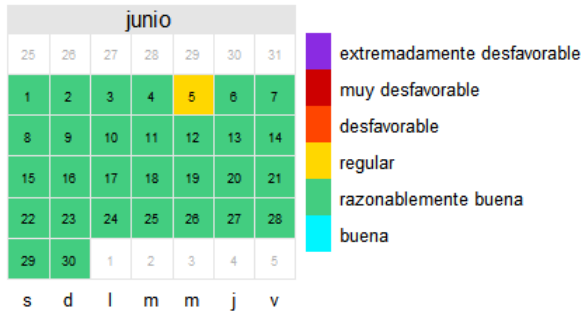 junio
25 26 27 28 29 30 31
1 2 3 4 5 6 7
8 9 10 11 12 13 14
15 16 17 18 19 20 21
22 23 24 25 26 27 28
29 30 1 2 3 4 5
s d l m m j v
extremadamente desfavorable
muy desfavorable
desfavorable
regular
razonablemente buena
buena